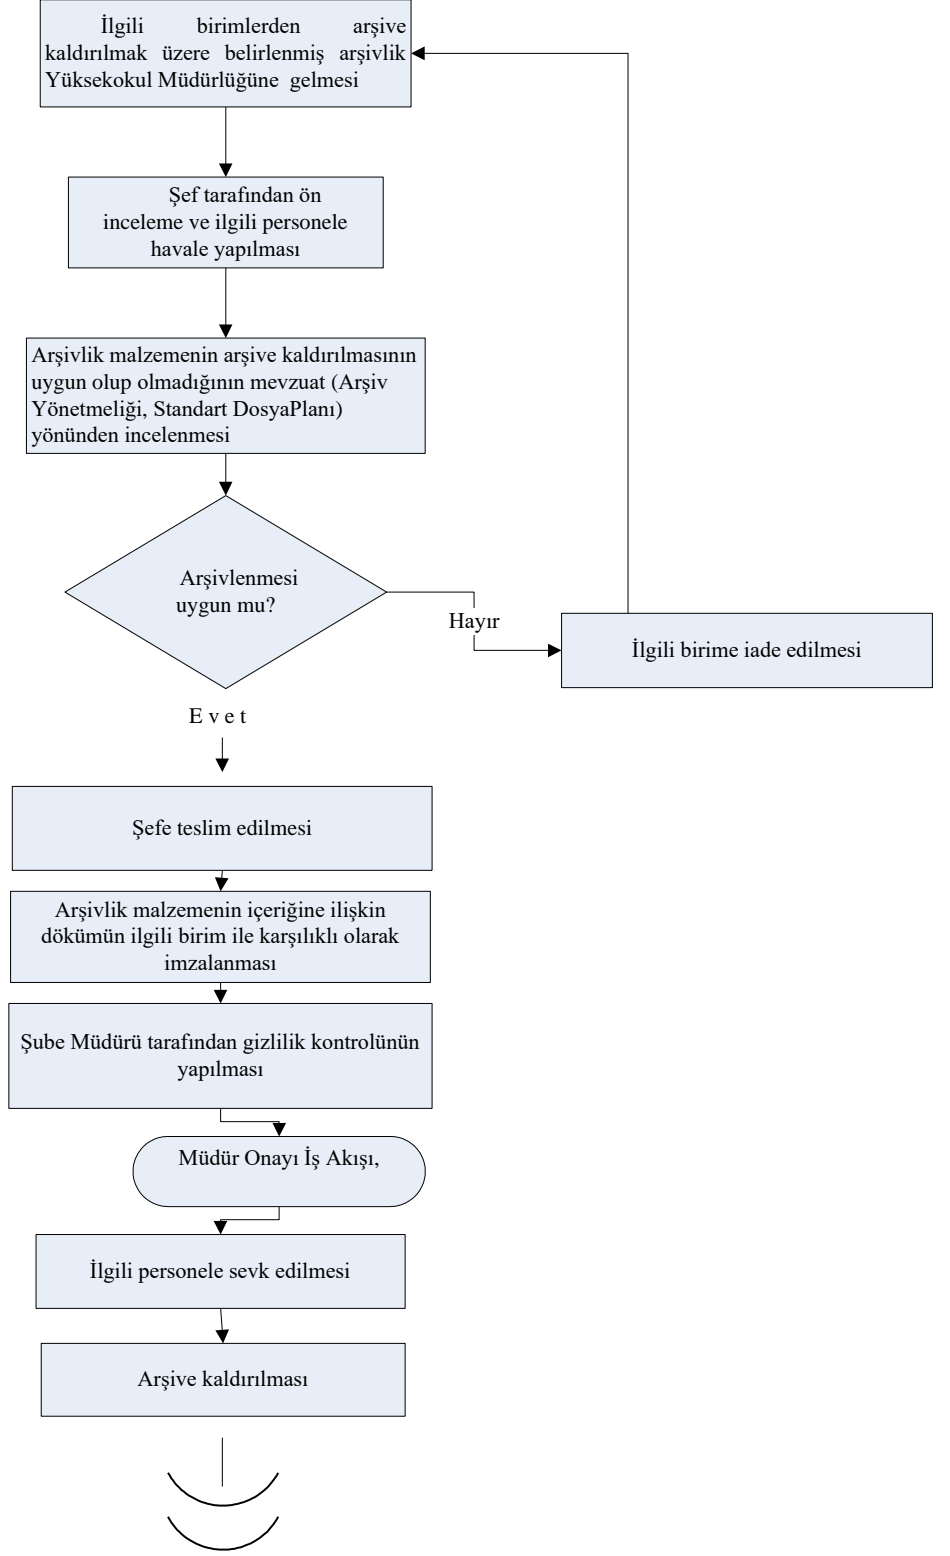 İlgili birimlerden arşive
kaldırılmak üzere belirlenmiş arşivlik
Yüksekokul Müdürlüğüne gelmesi
Şef tarafından ön
inceleme ve ilgili personele
havale yapılması
Arşivlik malzemenin arşive kaldırılmasının
uygun olup olmadığının mevzuat (Arşiv
Yönetmeliği, Standart DosyaPlanı)
yönünden incelenmesi
Arşivlenmesi
uygun mu?
Hayır
İlgili birime iade edilmesi
E v e t
Şefe teslim edilmesi
Arşivlik malzemenin içeriğine ilişkin
dökümün ilgili birim ile karşılıklı olarak
imzalanması
Şube Müdürü tarafından gizlilik kontrolünün
yapılması
Müdür Onayı İş Akışı,
İlgili personele sevk edilmesi
Arşive kaldırılması